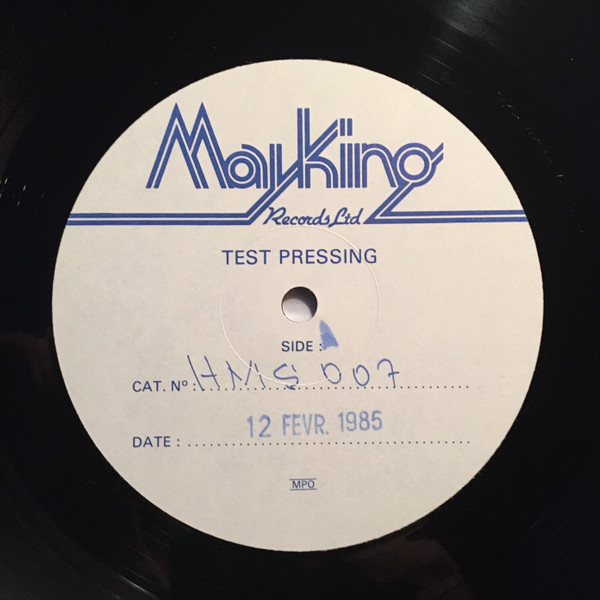 Mayking
Records Ltd
TEST PRESSING
SIDE : A
CAT. Nº : HMS 007
DATE : 12 FEVR. 1985
MPO